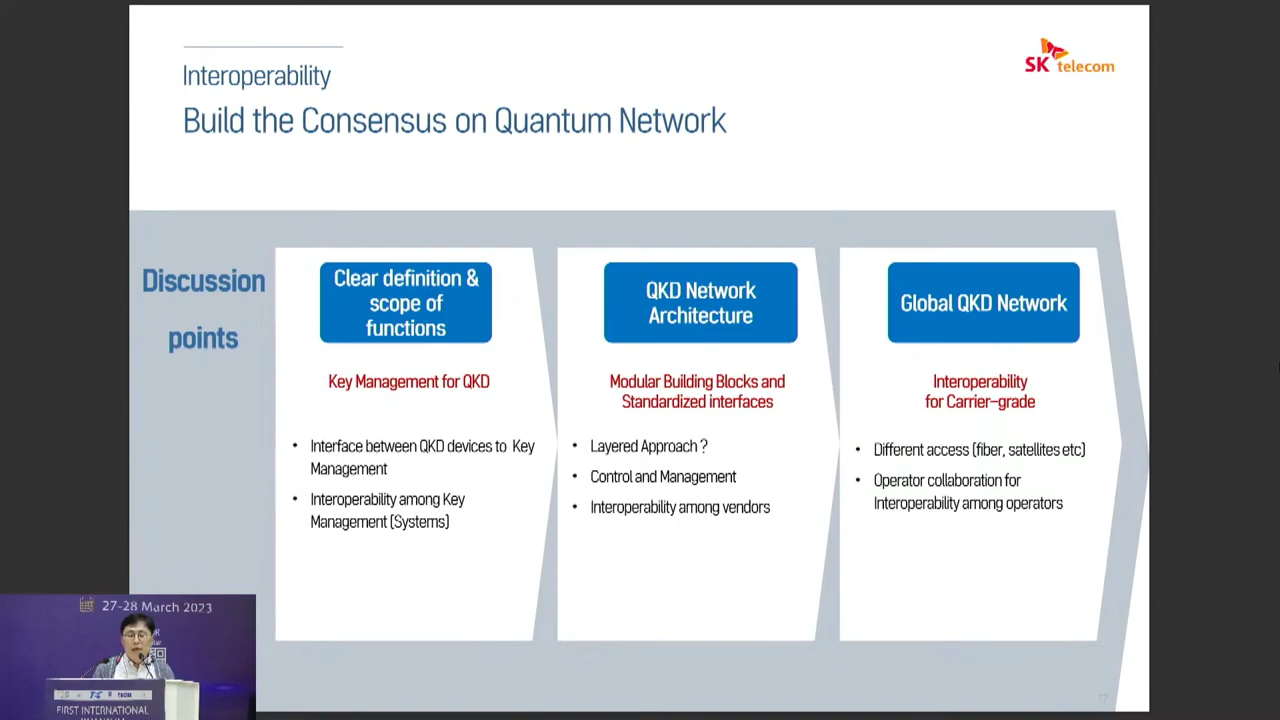 SK telecom
Interoperability
Build the Consensus on Quantum Network
Discussion
points
Clear definition &
scope of
functions
Key Management for QKD
• Interface between QKD devices to Key
Management
• Interoperability among Key
Management (Systems)
QKD Network
Architecture
Modular Building Blocks and
Standardized interfaces
• Layered Approach ?
• Control and Management
• Interoperability among vendors
Global QKD Network
Interoperability
for Carrier-grade
• Different access (fiber, satellites etc)
• Operator collaboration for
Interoperability among operators
17
27-28 March 2023
FIRST INTERNATIONAL